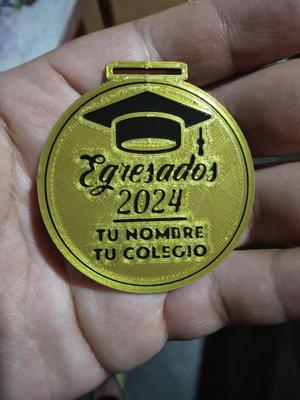 Egresados
2024
TU NOMBRE
TU COLEGIO